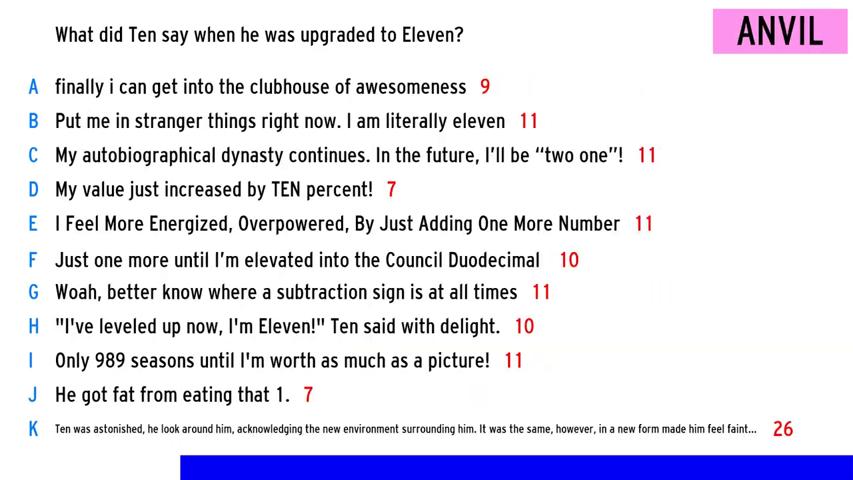 What did Ten say when he was upgraded to Eleven?
ANVIL
A finally i can get into the clubhouse of awesomeness 9
B Put me in stranger things right now. I am literally eleven 11
C My autobiographical dynasty continues. In the future, I'll be “two one”! 11
D My value just increased by TEN percent! 7
E I Feel More Energized, Overpowered, By Just Adding One More Number 11
F Just one more until I'm elevated into the Council Duodecimal 10
G Woah, better know where a subtraction sign is at all times 11
H "I've leveled up now, I'm Eleven!" Ten said with delight. 10
I Only 989 seasons until I'm worth as much as a picture! 11
J He got fat from eating that 1. 7
K Ten was astonished, he look around him, acknowledging the new environment surrounding him. It was the same, however, in a new form made him feel faint... 26